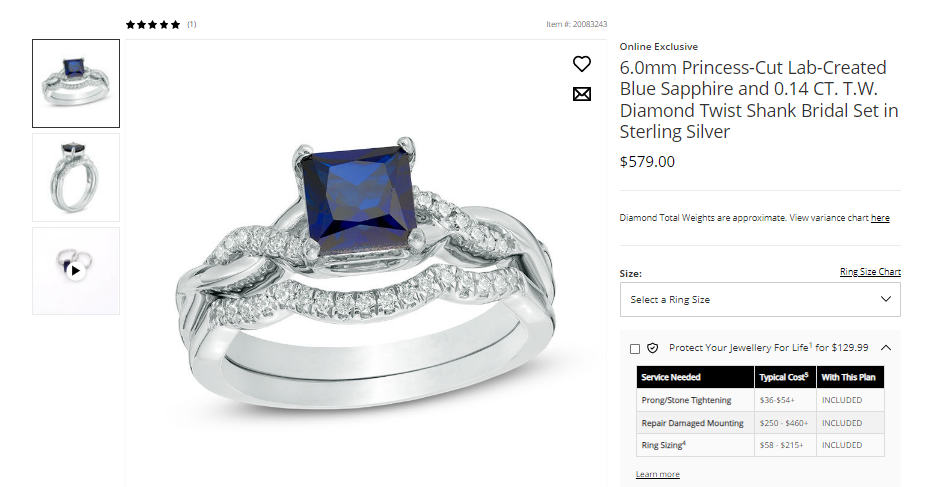 (1)
Item #: 20083243
Online Exclusive
6.0mm Princess-Cut Lab-Created
Blue Sapphire and 0.14 CT. T.W.
Diamond Twist Shank Bridal Set in
Sterling Silver
$579.00
Diamond Total Weights are approximate. View variance chart here
Size:
Ring Size Chart
Select a Ring Size
Protect Your Jewellery For Life¹ for $129.99
Service Needed Typical Cost⁵ With This Plan
Prong/Stone Tightening $36-$54+ INCLUDED
Repair Damaged Mounting $250 - $460+ INCLUDED
Ring Sizing⁴ $58 - $215+ INCLUDED
Learn more